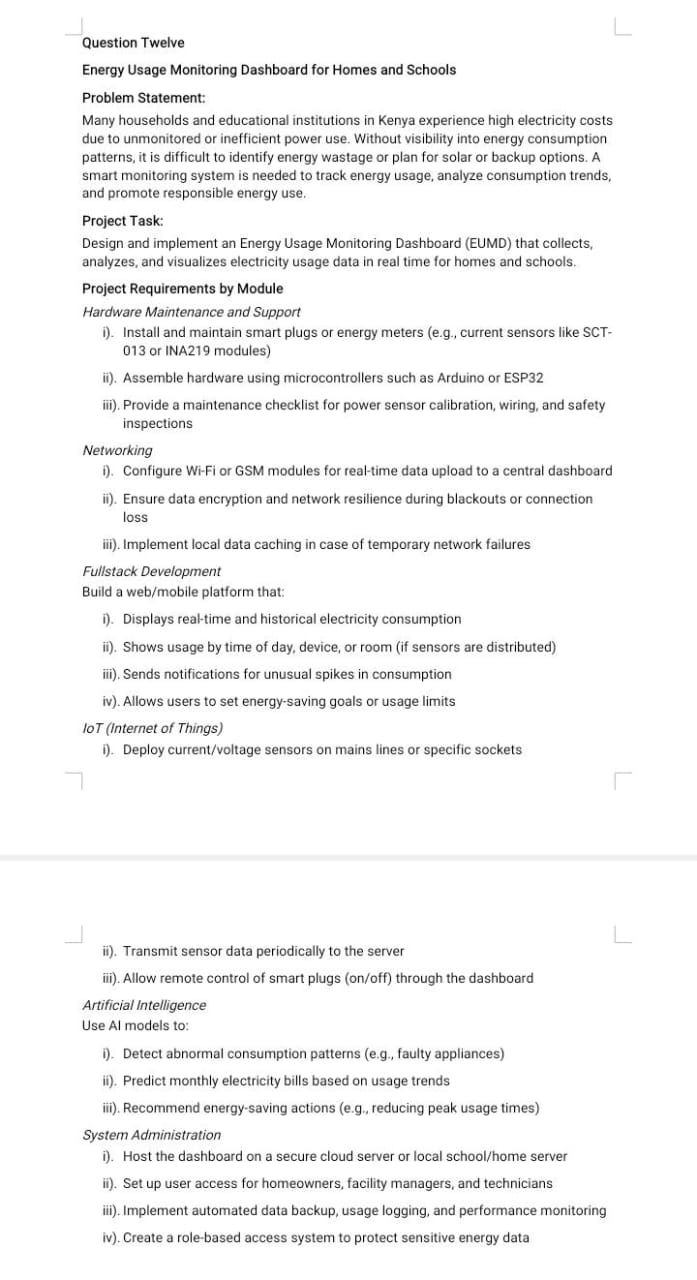 Question Twelve
Energy Usage Monitoring Dashboard for Homes and Schools
Problem Statement:
Many households and educational institutions in Kenya experience high electricity costs
due to unmonitored or inefficient power use. Without visibility into energy consumption
patterns, it is difficult to identify energy wastage or plan for solar or backup options. A
smart monitoring system is needed to track energy usage, analyze consumption trends,
and promote responsible energy use.
Project Task:
Design and implement an Energy Usage Monitoring Dashboard (EUMD) that collects,
analyzes, and visualizes electricity usage data in real time for homes and schools.
Project Requirements by Module
Hardware Maintenance and Support
i). Install and maintain smart plugs or energy meters (e.g., current sensors like SCT-
013 or INA219 modules)
ii). Assemble hardware using microcontrollers such as Arduino or ESP32
iii). Provide a maintenance checklist for power sensor calibration, wiring, and safety
inspections
Networking
i). Configure Wi-Fi or GSM modules for real-time data upload to a central dashboard
ii). Ensure data encryption and network resilience during blackouts or connection
loss
iii). Implement local data caching in case of temporary network failures
Fullstack Development
Build a web/mobile platform that:
i). Displays real-time and historical electricity consumption
ii). Shows usage by time of day, device, or room (if sensors are distributed)
iii). Sends notifications for unusual spikes in consumption
iv). Allows users to set energy-saving goals or usage limits
IoT (Internet of Things)
i). Deploy current/voltage sensors on mains lines or specific sockets
ii). Transmit sensor data periodically to the server
iii). Allow remote control of smart plugs (on/off) through the dashboard
Artificial Intelligence
Use AI models to:
i). Detect abnormal consumption patterns (e.g., faulty appliances)
ii). Predict monthly electricity bills based on usage trends
iii). Recommend energy-saving actions (e.g., reducing peak usage times)
System Administration
i). Host the dashboard on a secure cloud server or local school/home server
ii). Set up user access for homeowners, facility managers, and technicians
iii). Implement automated data backup, usage logging, and performance monitoring
iv). Create a role-based access system to protect sensitive energy data